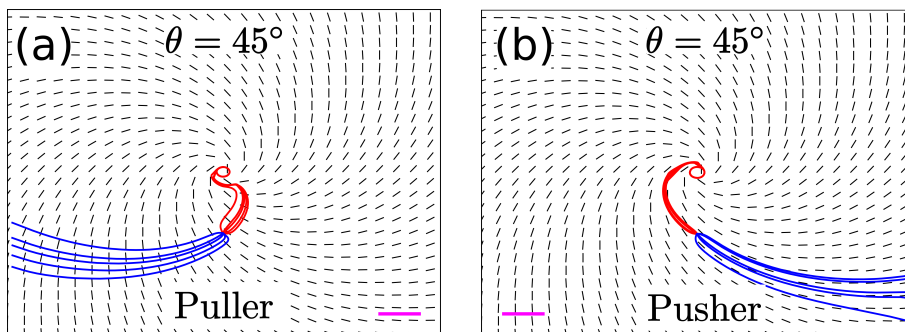 (a) θ = 45°
Puller
(b) θ = 45°
Pusher